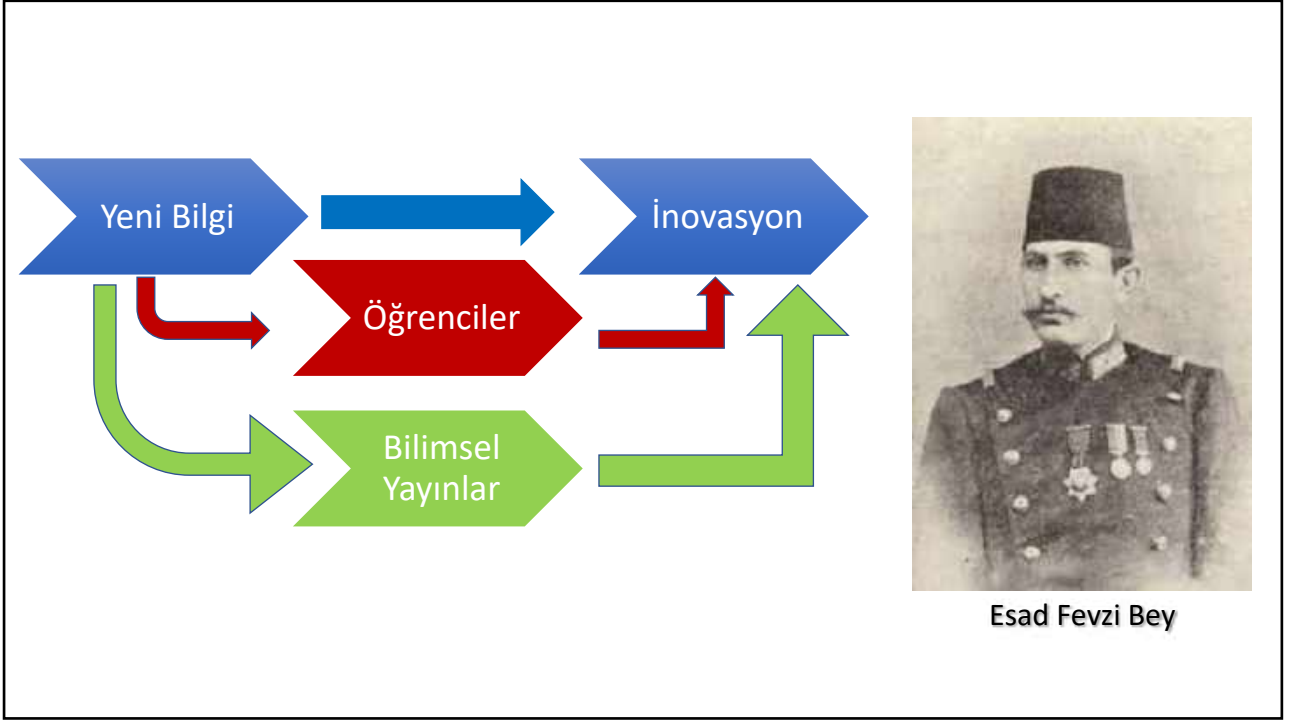 Yeni Bilgi
İnovasyon
Öğrenciler
Bilimsel
Yayınlar
Esad Fevzi Bey